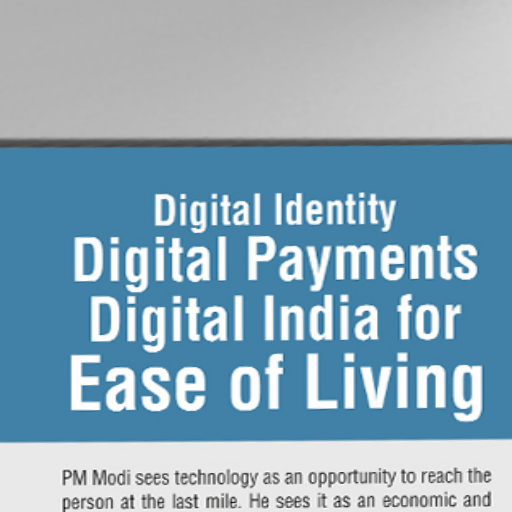 Digital Identity
Digital Payments
Digital India for
Ease of Living
PM Modi sees technology as an opportunity to reach the
person at the last mile. He sees it as an economic and